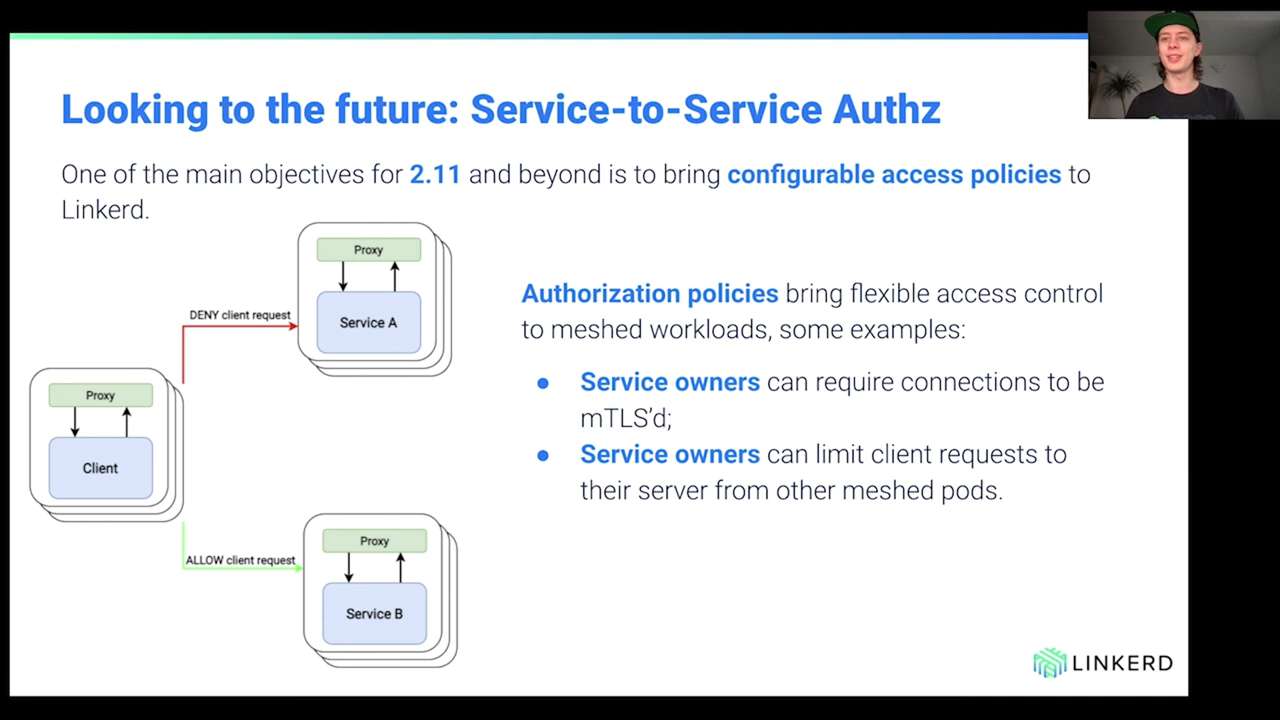 Looking to the future: Service-to-Service Authz
One of the main objectives for 2.11 and beyond is to bring configurable access policies to
Linkerd.
Proxy
Service A
DENY client request
Proxy
Client
ALLOW client request
Proxy
Service B
Authorization policies bring flexible access control
to meshed workloads, some examples:
● Service owners can require connections to be
mTLS’d;
● Service owners can limit client requests to
their server from other meshed pods.
LINKERD